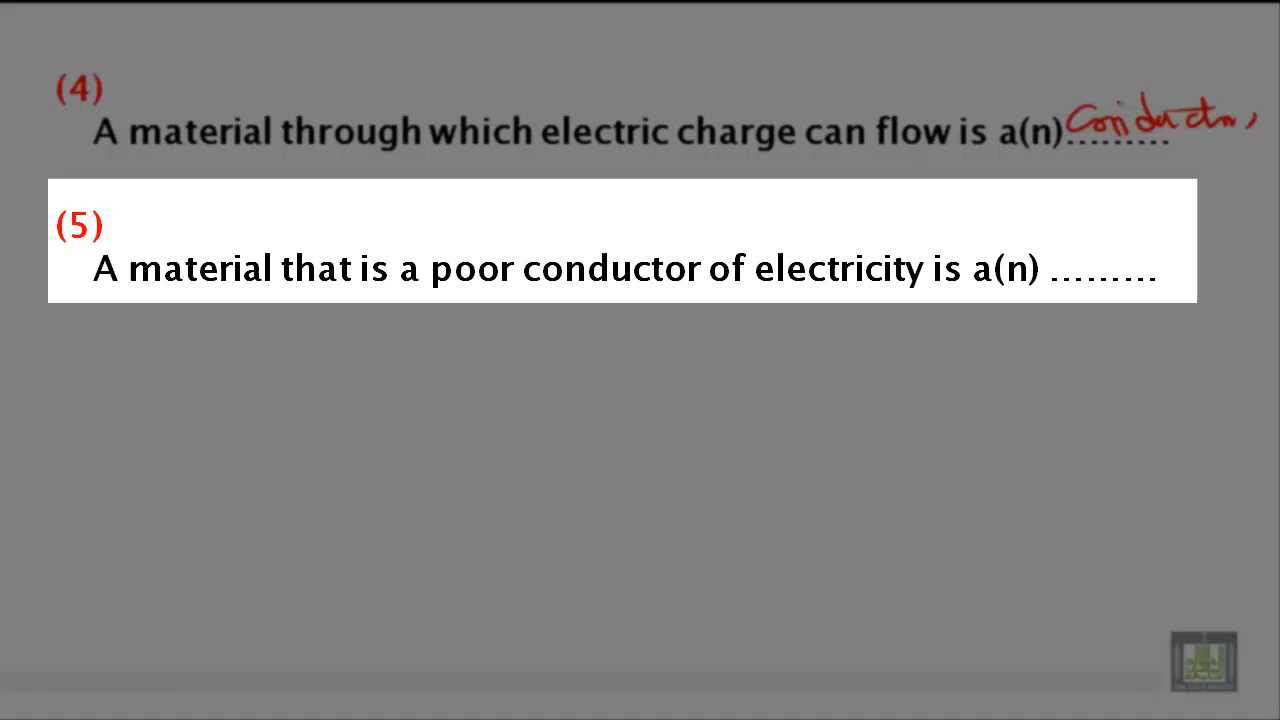 (4)
A material through which electric charge can flow is a(n)......... Conductor
(5)
A material that is a poor conductor of electricity is a(n) .........